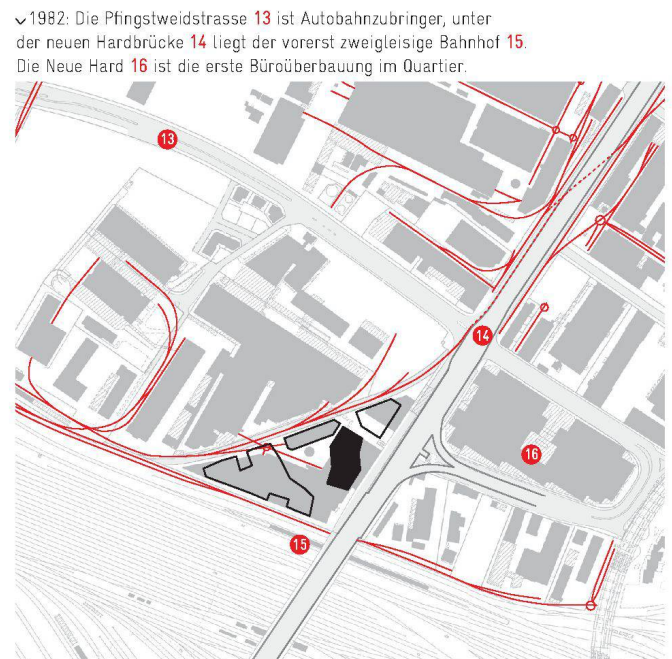 1982: Die Pfingstweidstrasse 13 ist Autobahnzubringer, unter
der neuen Hardbrücke 14 liegt der vorerst zweigleisige Bahnhof 15.
Die Neue Hard 16 ist die erste Büroüberbauung im Quartier.
13
14
16
15